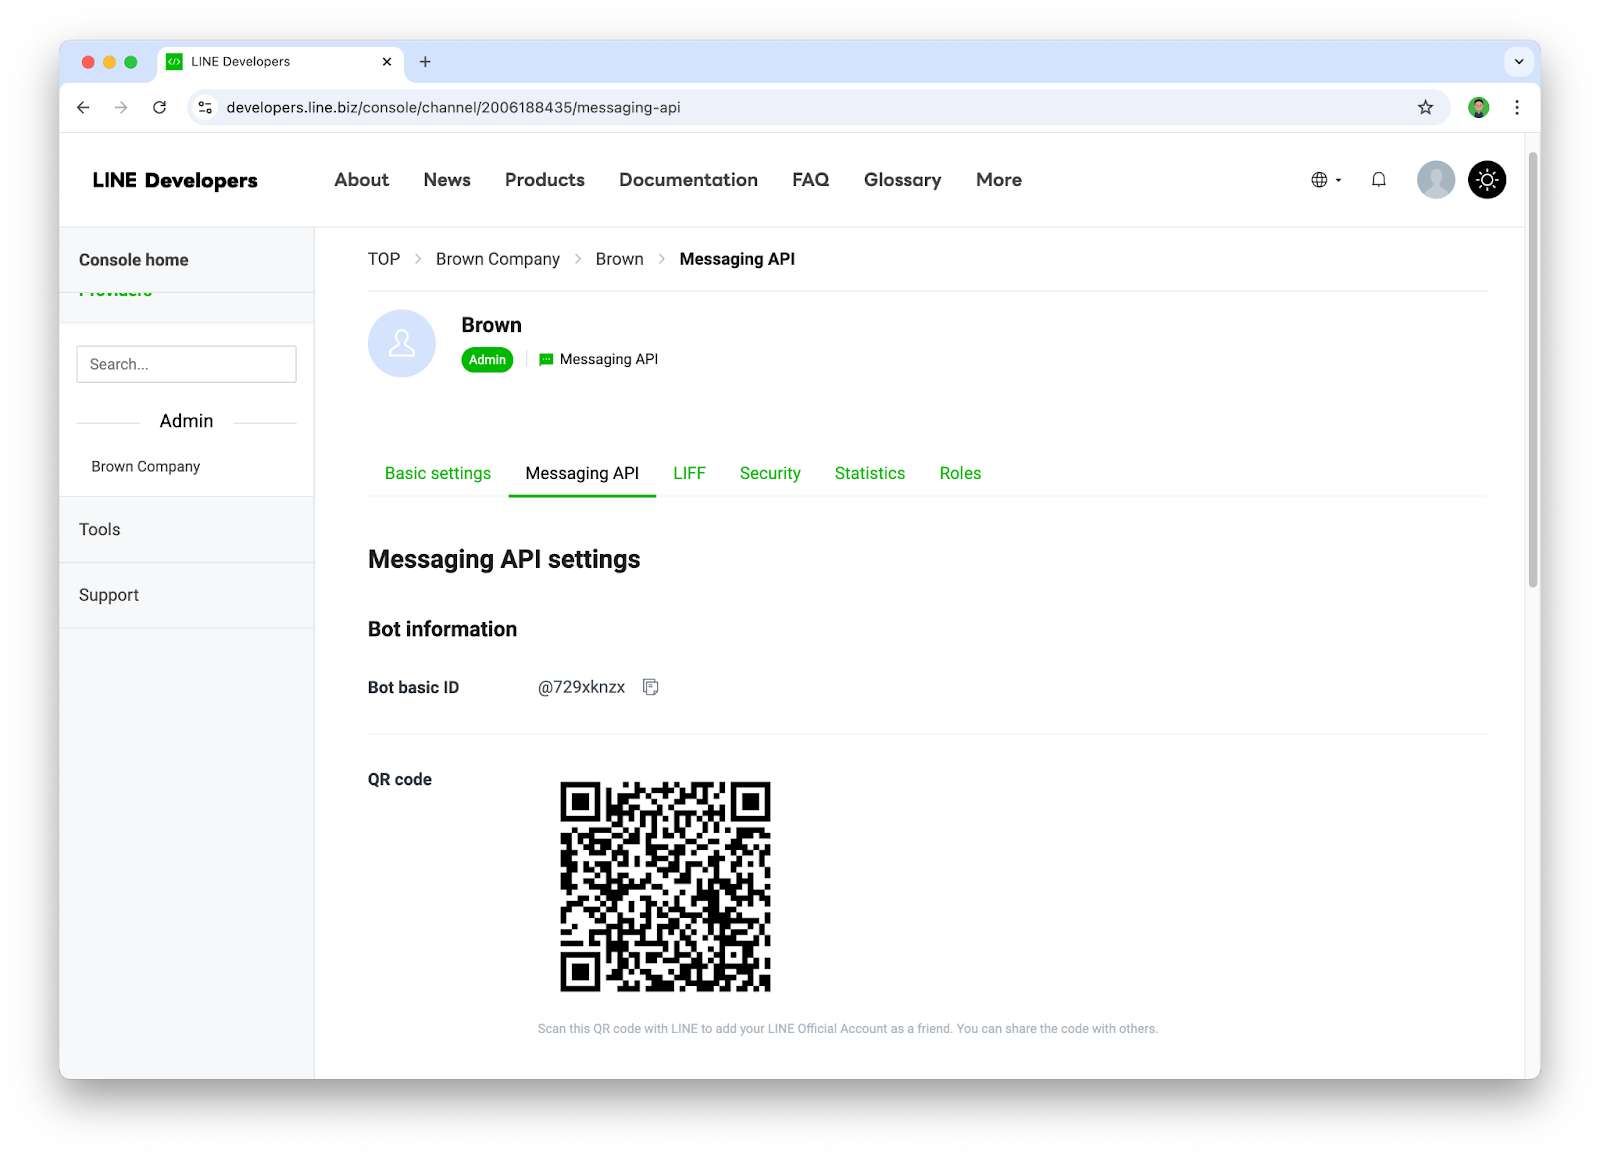 LINE Developers
developers.line.biz/console/channel/2006188435/messaging-api
LINE Developers
About News Products Documentation FAQ Glossary More
Console home
Providers
Search...
Admin
Brown Company
Tools
Support
TOP > Brown Company > Brown > Messaging API
Brown
Admin Messaging API
Basic settings Messaging API LIFF Security Statistics Roles
Messaging API settings
Bot information
Bot basic ID @729xknzx
QR code
Scan this QR code with LINE to add your LINE Official Account as a friend. You can share the code with others.